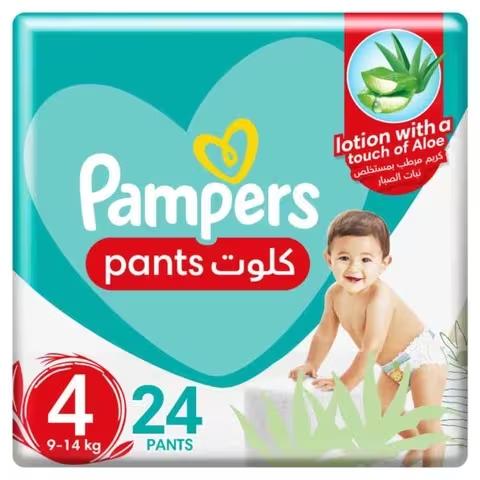 lotion with a
touch of Aloe
كريم مرطب بمستخلص
نبات الصبار
Pampers
pants كلوت
4
9-14 kg
24
PANTS